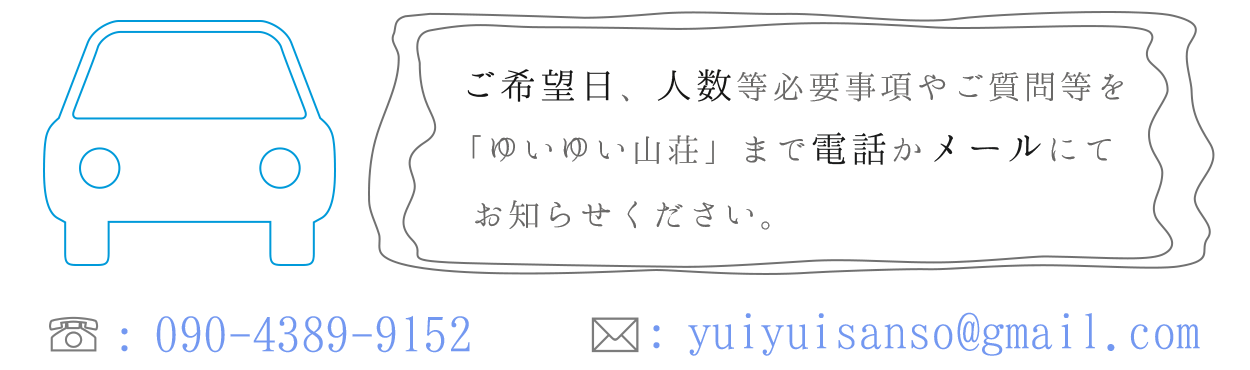 ご希望日、人数等必要事項やご質問等を
「ゆいゆい山荘」まで電話かメールにて
お知らせください。
☎：090-4389-9152
✉：yuiyuisanso@gmail.com